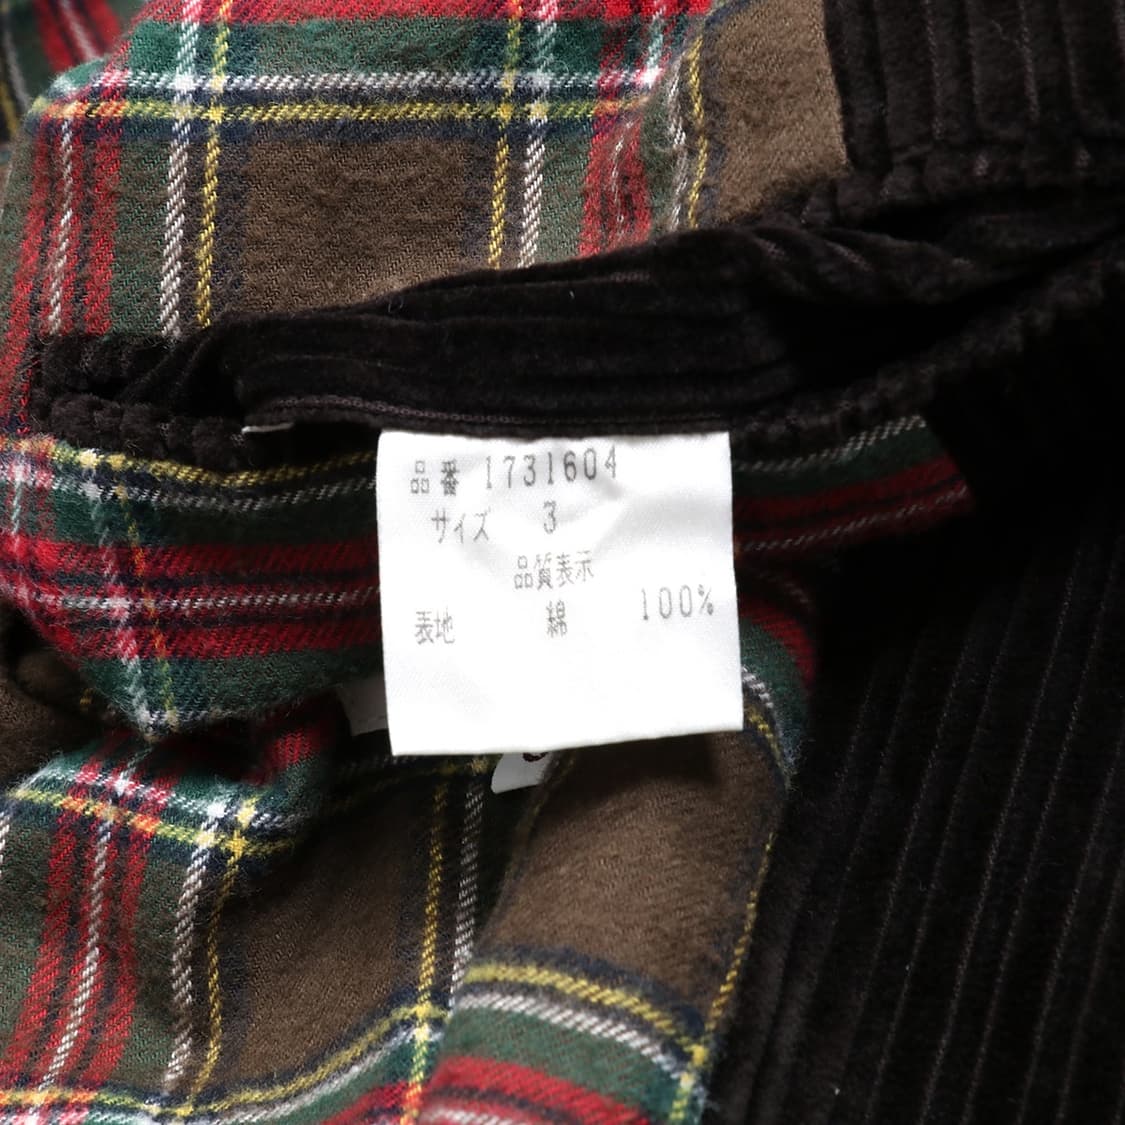 品番 1731604
サイズ 3
品質表示
表地 綿 100%